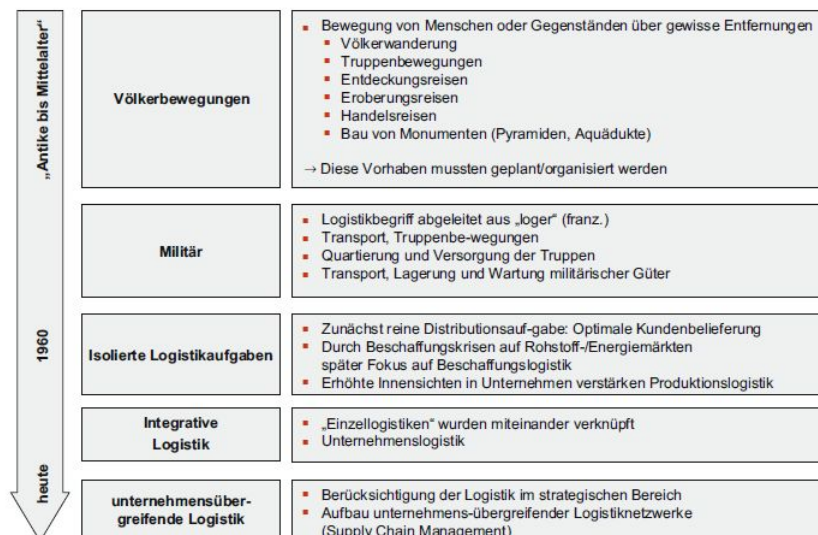 „Antike bis Mittelalter"
1960
heute
Völkerbewegungen
Bewegung von Menschen oder Gegenständen über gewisse Entfernungen
Völkerwanderung
Truppenbewegungen
Entdeckungsreisen
Eroberungsreisen
Handelsreisen
Bau von Monumenten (Pyramiden, Aquädukte)
→ Diese Vorhaben mussten geplant/organisiert werden
Militär
Logistikbegriff abgeleitet aus „loger" (franz.)
Transport, Truppenbe-wegungen
Quartierung und Versorgung der Truppen
Transport, Lagerung und Wartung militärischer Güter
Isolierte Logistikaufgaben
Zunächst reine Distributionsauf-gabe: Optimale Kundenbelieferung
Durch Beschaffungskrisen auf Rohstoff-/Energiemärkten
später Fokus auf Beschaffungslogistik
Erhöhte Innensichten in Unternehmen verstärken Produktionslogistik
Integrative
Logistik
„Einzellogistiken" wurden miteinander verknüpft
Unternehmenslogistik
unternehmensüber-
greifende Logistik
Berücksichtigung der Logistik im strategischen Bereich
Aufbau unternehmens-übergreifender Logistiknetzwerke
(Supply Chain Management)